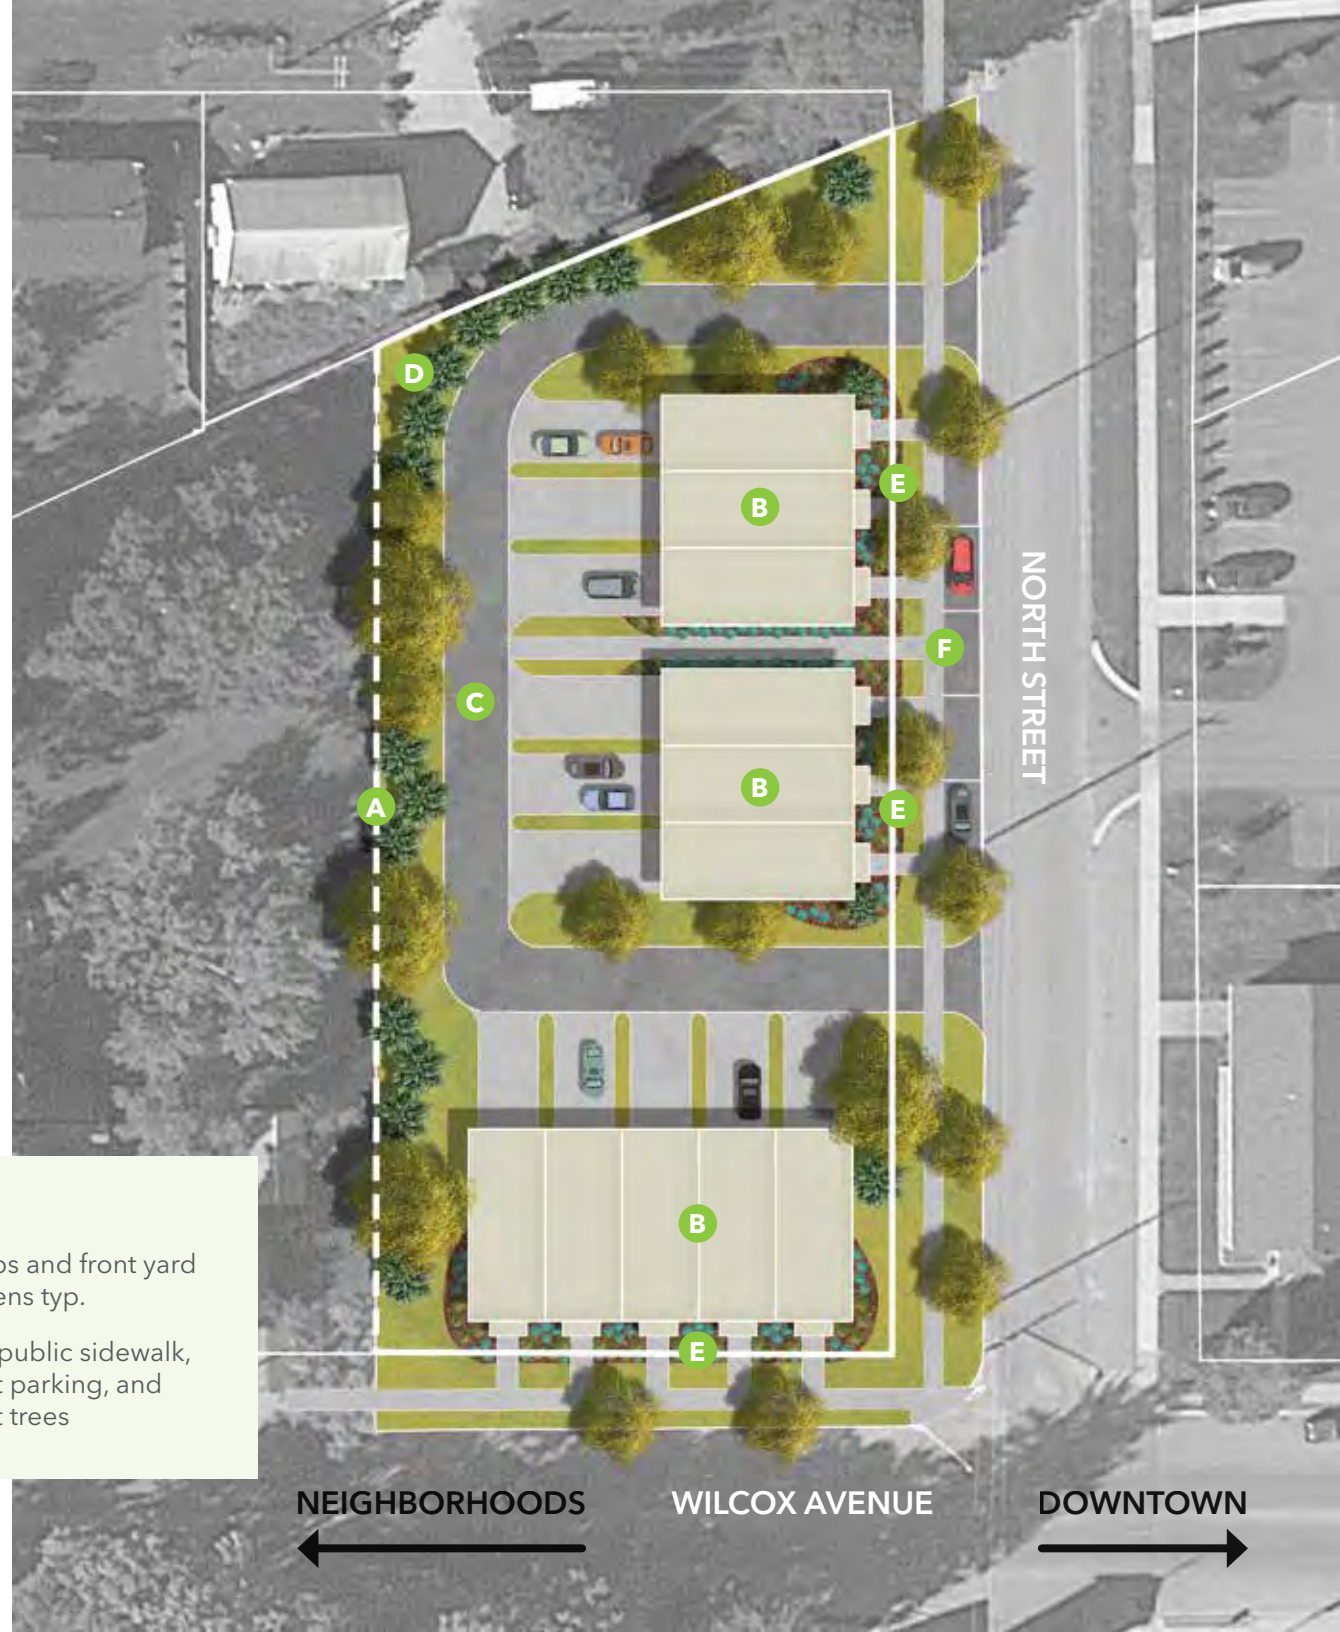 D
B
E
NORTH STREET
F
C
B
A
E
B
E
os and front yard
ens typ.
public sidewalk,
t parking, and
t trees
NEIGHBORHOODS
WILCOX AVENUE
DOWNTOWN